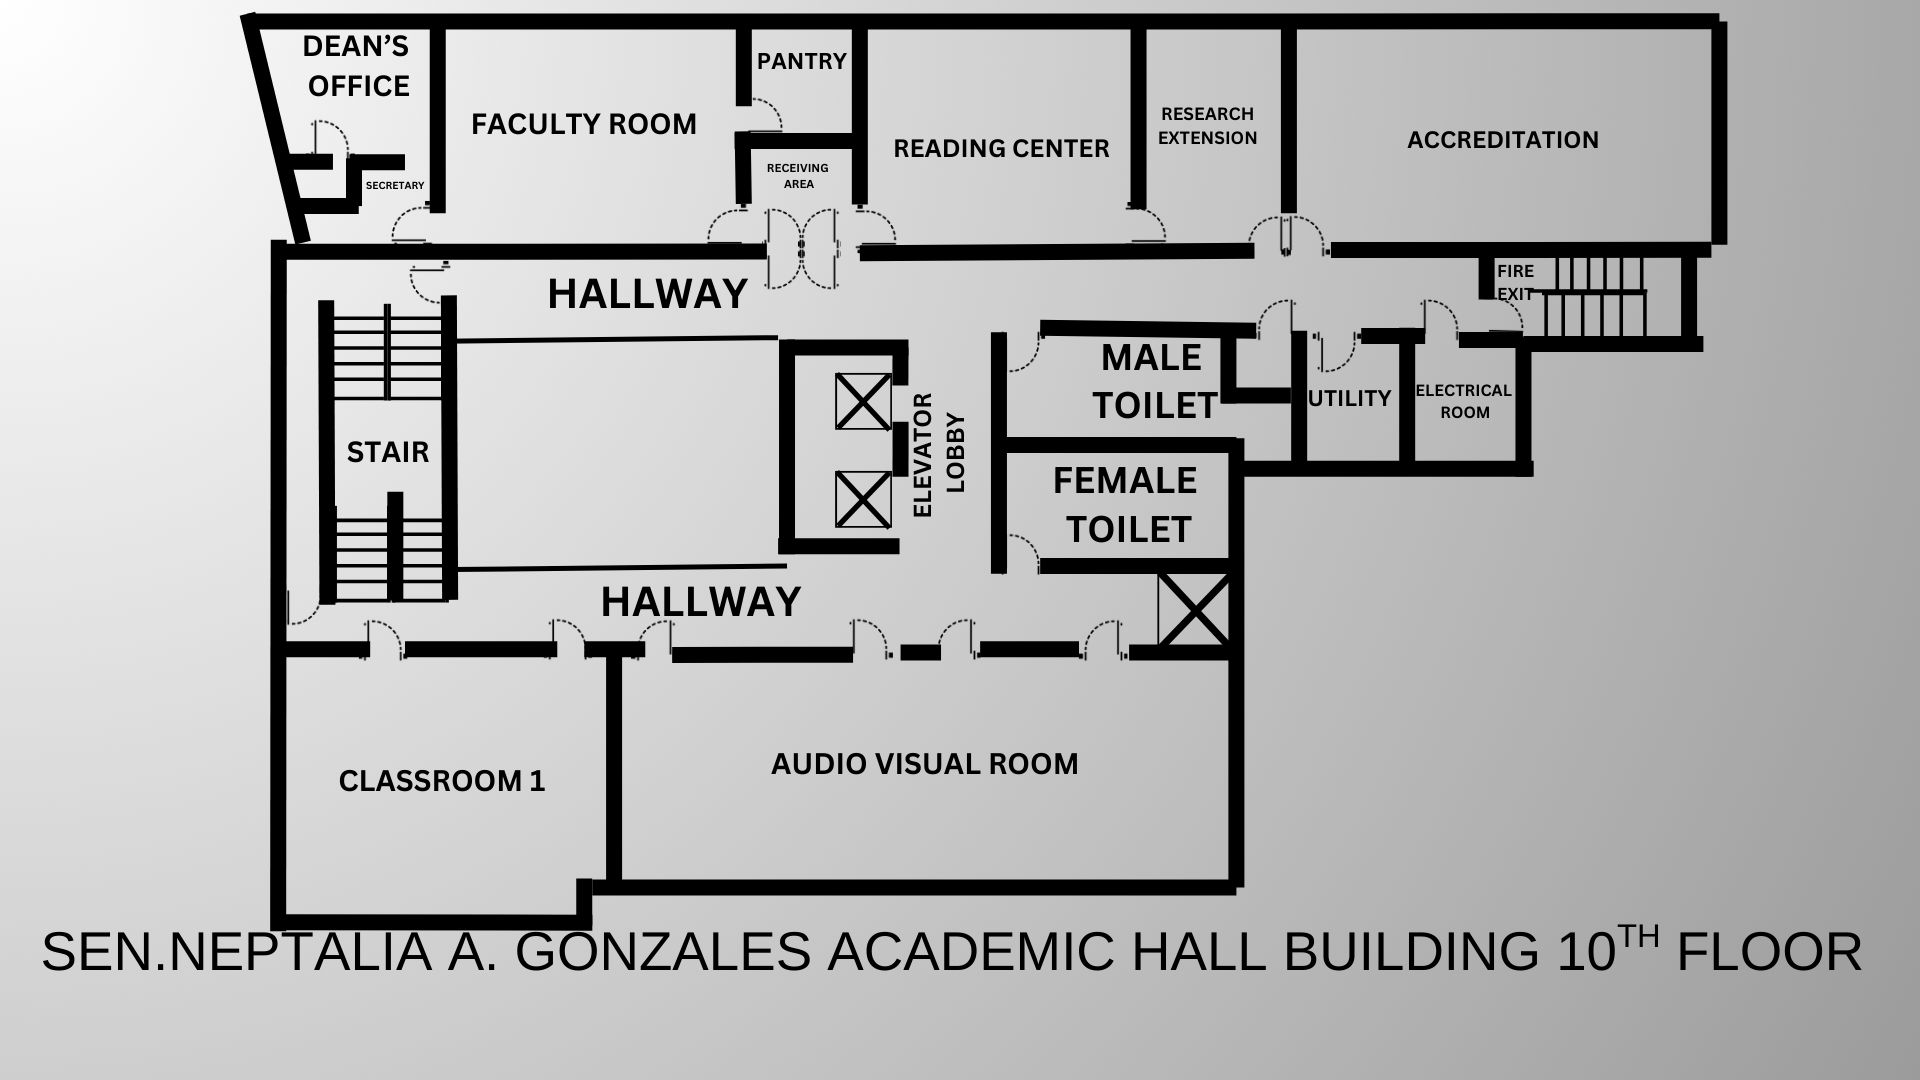 DEAN'S
OFFICE
FACULTY ROOM
PANTRY
READING CENTER
RESEARCH
EXTENSION
ACCREDITATION
RECEIVING
AREA
SECRETARY
HALLWAY
FIRE
EXIT
MALE
TOILET
UTILITY
ELECTRICAL
ROOM
STAIR
ELEVATOR
LOBBY
FEMALE
TOILET
HALLWAY
CLASSROOM 1
AUDIO VISUAL ROOM
SEN.NEPTALIA A. GONZALES ACADEMIC HALL BUILDING 10TH FLOOR